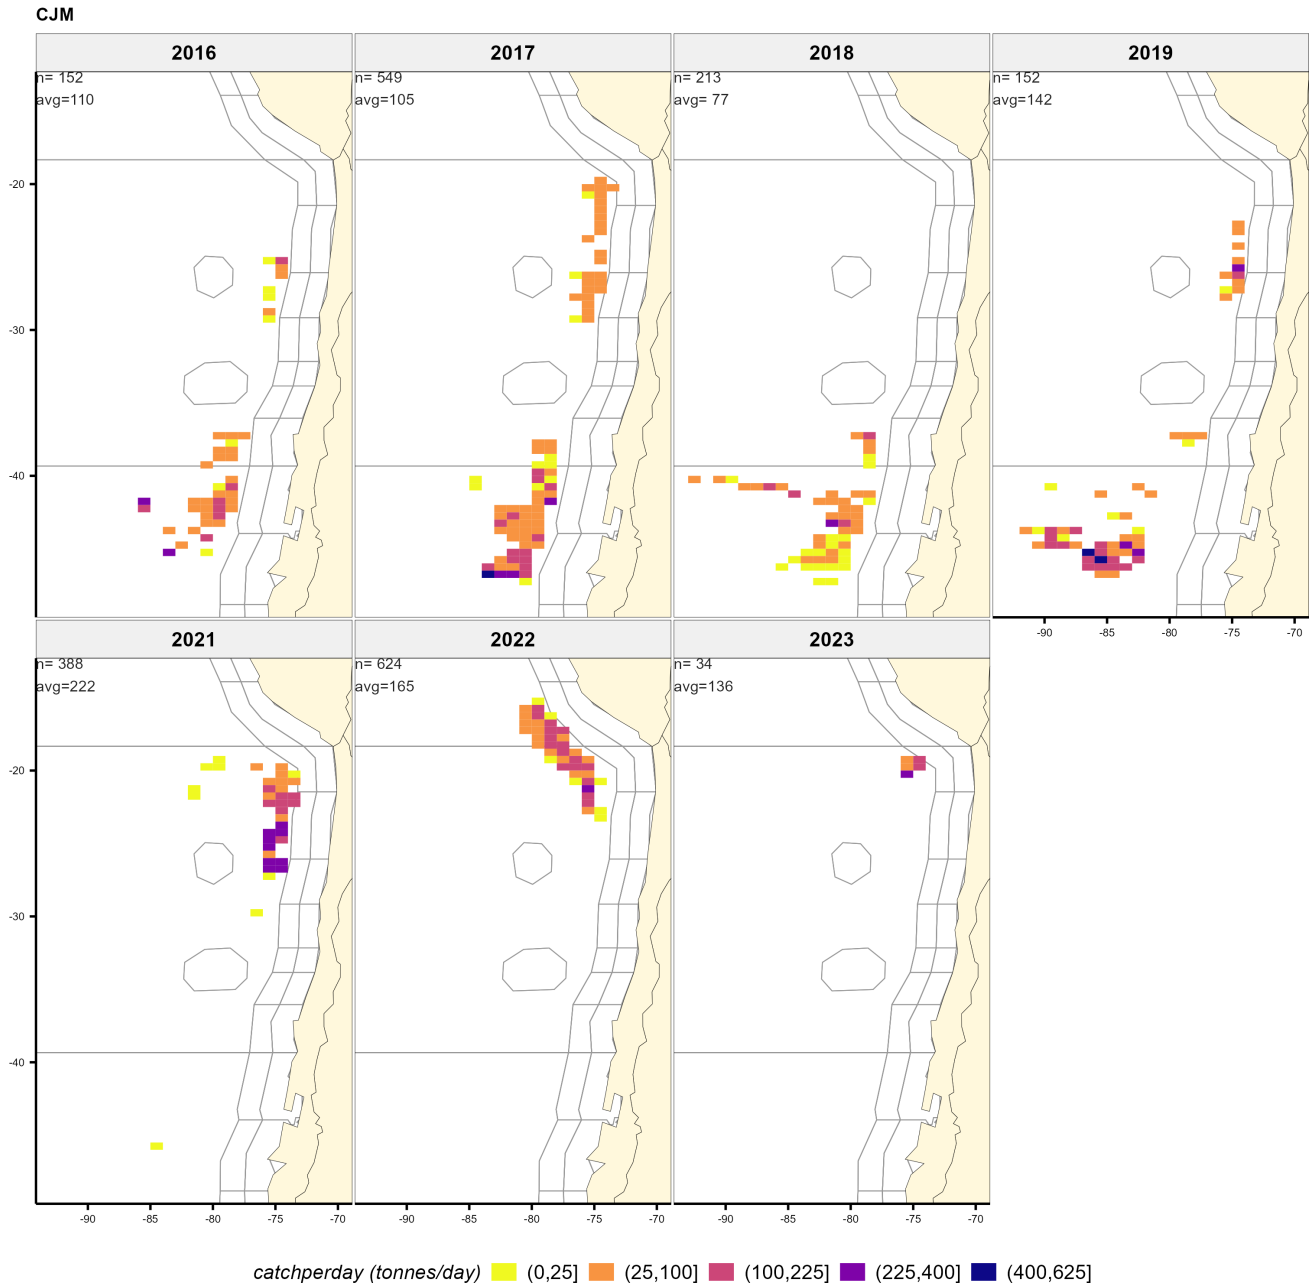 CJM
2016 2017 2018 2019
n= 152 n= 549 n= 213 n= 152
avg=110 avg=105 avg= 77 avg=142
-20
-30
-40
-90 -85 -80 -75 -70
2021 2022 2023
n= 388 n= 624 n= 34
avg=222 avg=165 avg=136
-20
-30
-40
-90 -85 -80 -75 -70 -90 -85 -80 -75 -70 -90 -85 -80 -75 -70
catchperday (tonnes/day) (0,25] (25,100] (100,225] (225,400] (400,625]